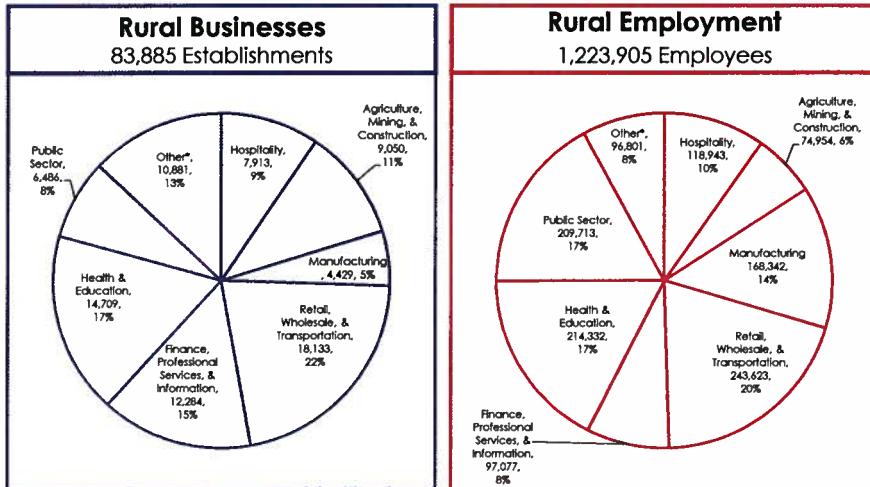 Rural Businesses
83,885 Establishments
Agriculture,
Mining, &
Construction,
9,050,
11%
Public
Sector,
6,486,
8%
Other*,
10,881,
13%
Hospitality,
7,913,
9%
Manufacturing
, 4,429, 5%
Health &
Education,
14,709,
17%
Retail,
Wholesale, &
Transportation,
18,133,
22%
Finance,
Professional
Services, &
Information,
12,284,
15%
Rural Employment
1,223,905 Employees
Agriculture,
Mining, &
Construction,
74,954, 6%
Other*,
96,801,
8%
Hospitality,
118,943,
10%
Public Sector,
209,713,
17%
Manufacturing
168,342,
14%
Health &
Education,
214,332,
17%
Retail,
Wholesale, &
Transportation,
243,623,
20%
Finance,
Professional
Services, &
Information,
97,077,
8%